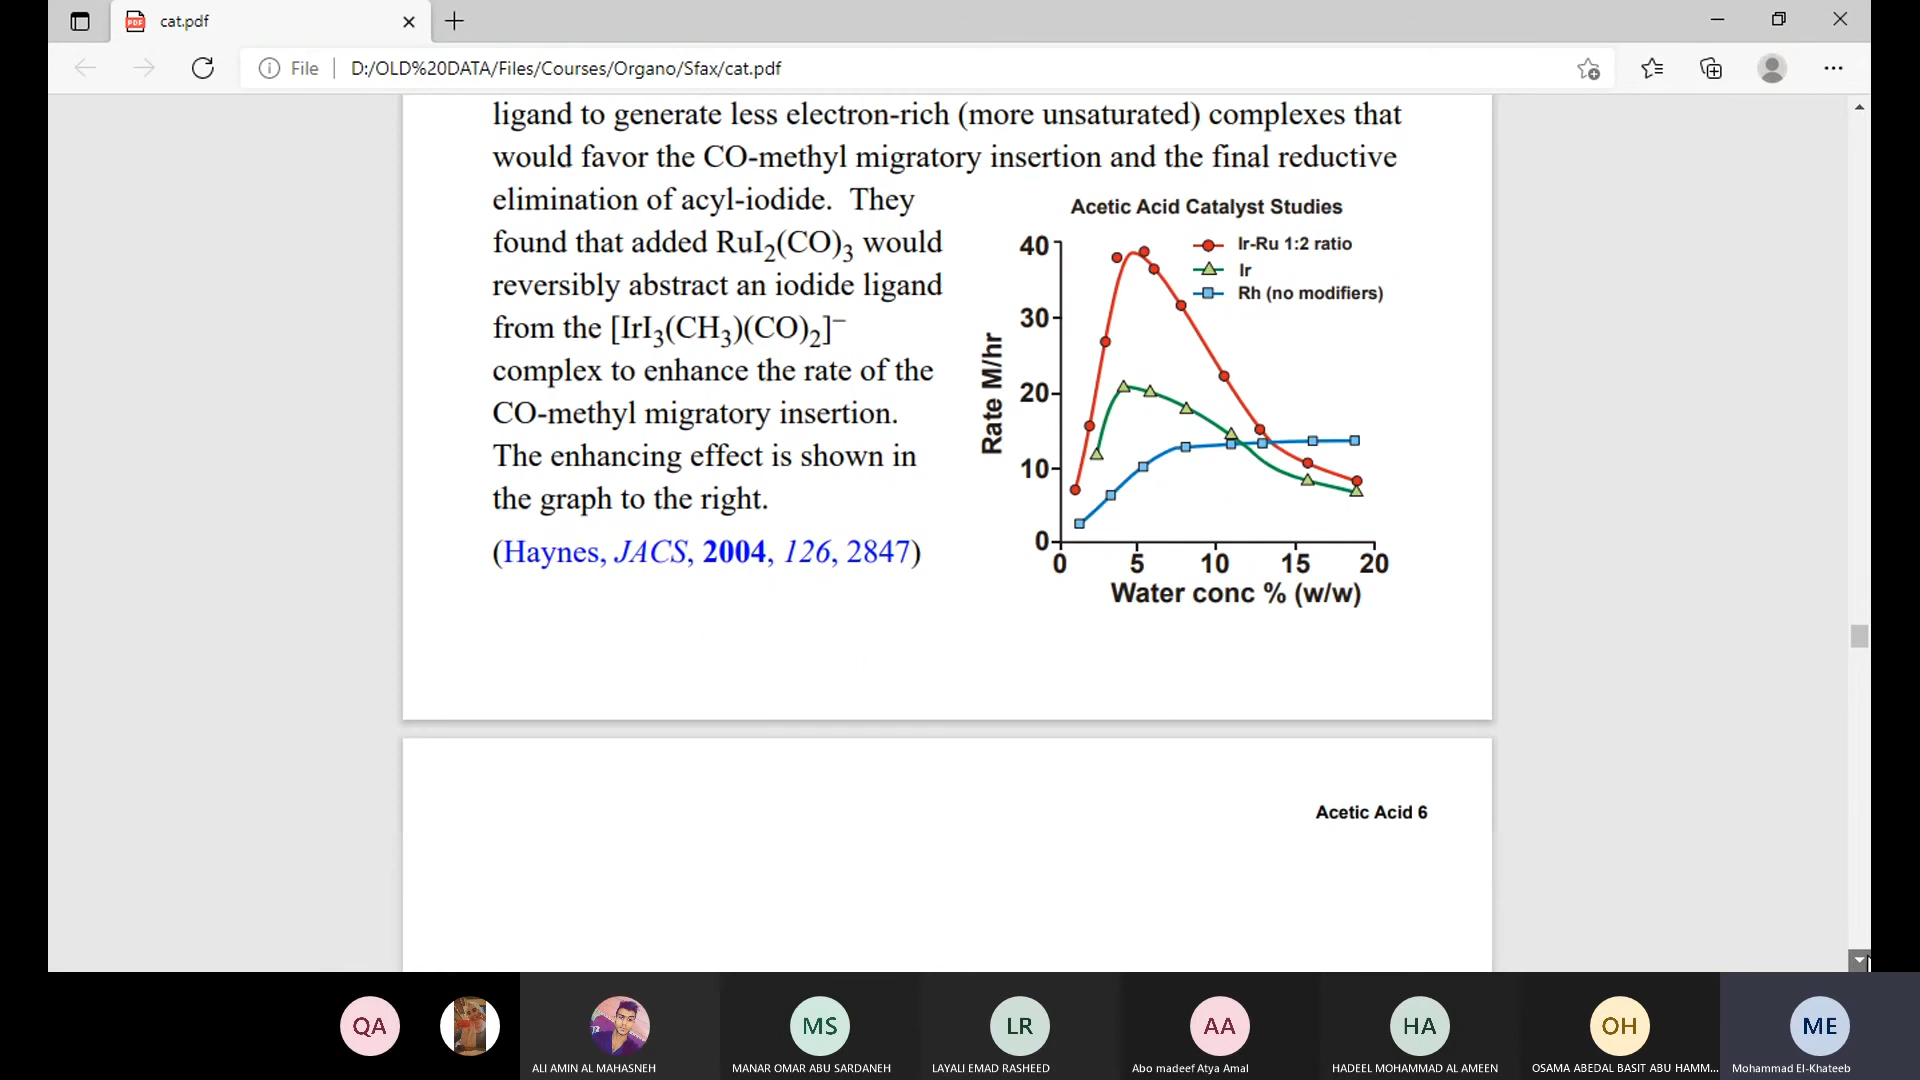 cat.pdf
File
D:/OLD%20DATA/Files/Courses/Organo/Sfax/cat.pdf
ligand to generate less electron-rich (more unsaturated) complexes that
would favor the CO-methyl migratory insertion and the final reductive
elimination of acyl-iodide. They
found that added RuI₂(CO)₃ would
reversibly abstract an iodide ligand
from the [IrI₃(CH₃)(CO)₂]⁻
complex to enhance the rate of the
CO-methyl migratory insertion.
The enhancing effect is shown in
the graph to the right.
(Haynes, JACS, 2004, 126, 2847)
Acetic Acid Catalyst Studies
Ir-Ru 1:2 ratio
Ir
Rh (no modifiers)
Rate M/hr
40
30
20
10
0
0 5 10 15 20
Water conc % (w/w)
Acetic Acid 6
QA
MS
LR
AA
HA
OH
ME
ALI AMIN AL MAHASNEH
MANAR OMAR ABU SARDANEH
LAYALI EMAD RASHEED
Abo madeef Atya Amal
HADEEL MOHAMMAD AL AMEEN
OSAMA ABEDAL BASIT ABU HAMM...
Mohammad El-Khateeb